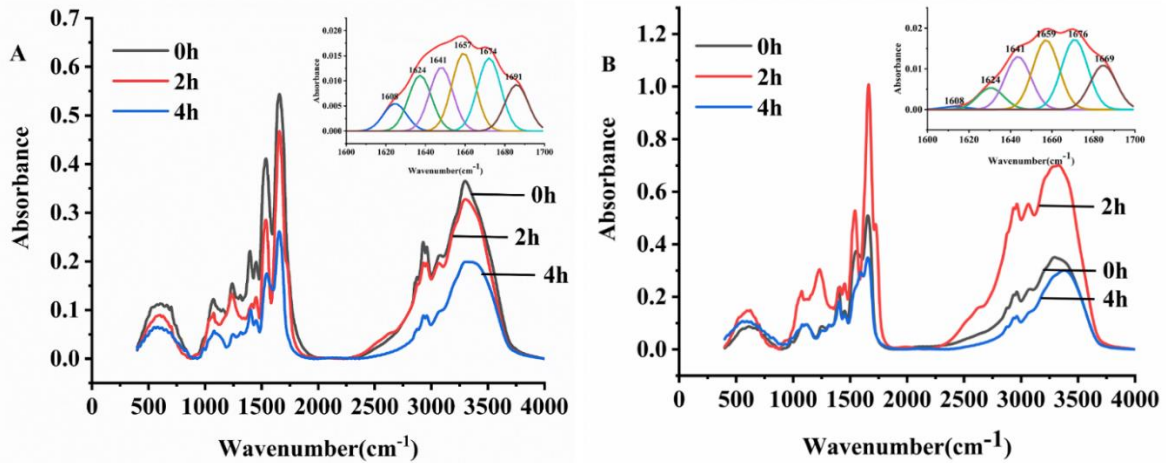 A
0h
2h
4h
Absorbance
0.7
0.6
0.5
0.4
0.3
0.2
0.1
0.0
0 500 1000 1500 2000 2500 3000 3500 4000
Wavenumber(cm⁻¹)
0h
2h
4h
Absorbance
0.020
0.015
0.010
0.005
0.000
1608 1624 1641 1657 1674 1691
1600 1620 1640 1660 1680 1700
Wavenumber(cm⁻¹)
B
0h
2h
4h
Absorbance
1.2
1.0
0.8
0.6
0.4
0.2
0.0
0 500 1000 1500 2000 2500 3000 3500 4000
Wavenumber(cm⁻¹)
2h
0h
4h
Absorbance
0.020
0.010
0.000
1608 1624 1641 1659 1676 1669
1600 1620 1640 1660 1680 1700
Wavenumber(cm⁻¹)